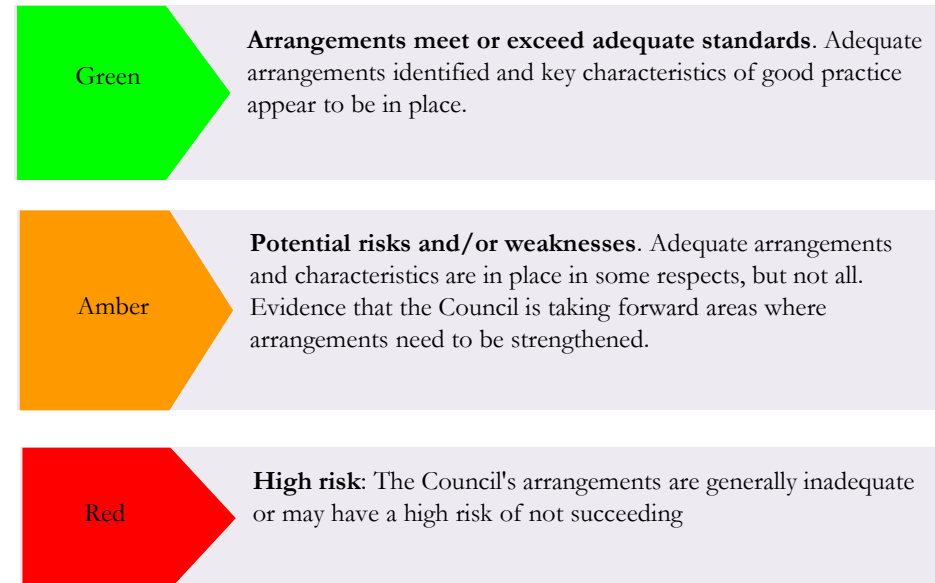 Green
Arrangements meet or exceed adequate standards. Adequate
arrangements identified and key characteristics of good practice
appear to be in place.
Amber
Potential risks and/or weaknesses. Adequate arrangements
and characteristics are in place in some respects, but not all.
Evidence that the Council is taking forward areas where
arrangements need to be strengthened.
Red
High risk: The Council's arrangements are generally inadequate
or may have a high risk of not succeeding